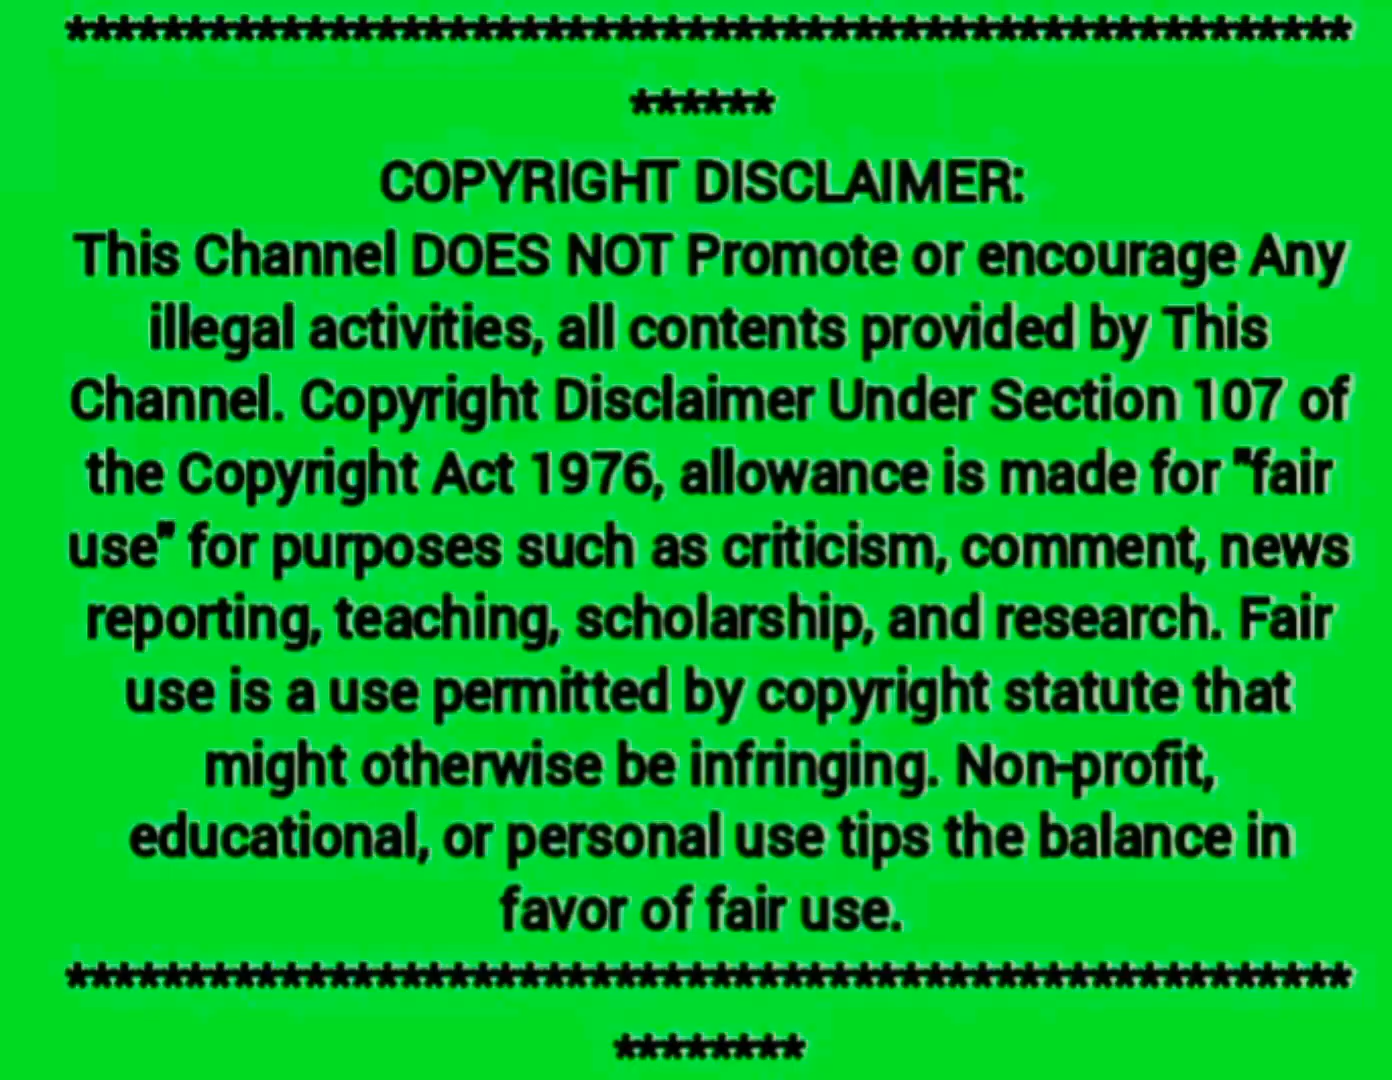 *****************************************************
******
COPYRIGHT DISCLAIMER:
This Channel DOES NOT Promote or encourage Any
illegal activities, all contents provided by This
Channel. Copyright Disclaimer Under Section 107 of
the Copyright Act 1976, allowance is made for "fair
use" for purposes such as criticism, comment, news
reporting, teaching, scholarship, and research. Fair
use is a use permitted by copyright statute that
might otherwise be infringing. Non-profit,
educational, or personal use tips the balance in
favor of fair use.
*****************************************************
********